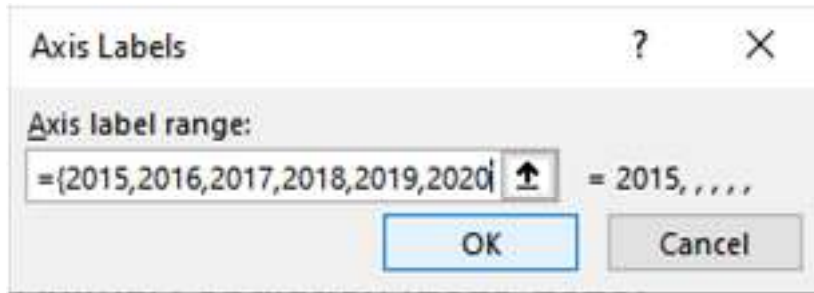 Axis Labels ? ×
Axis label range:
={2015,2016,2017,2018,2019,2020 = 2015, , , , ,
OK Cancel